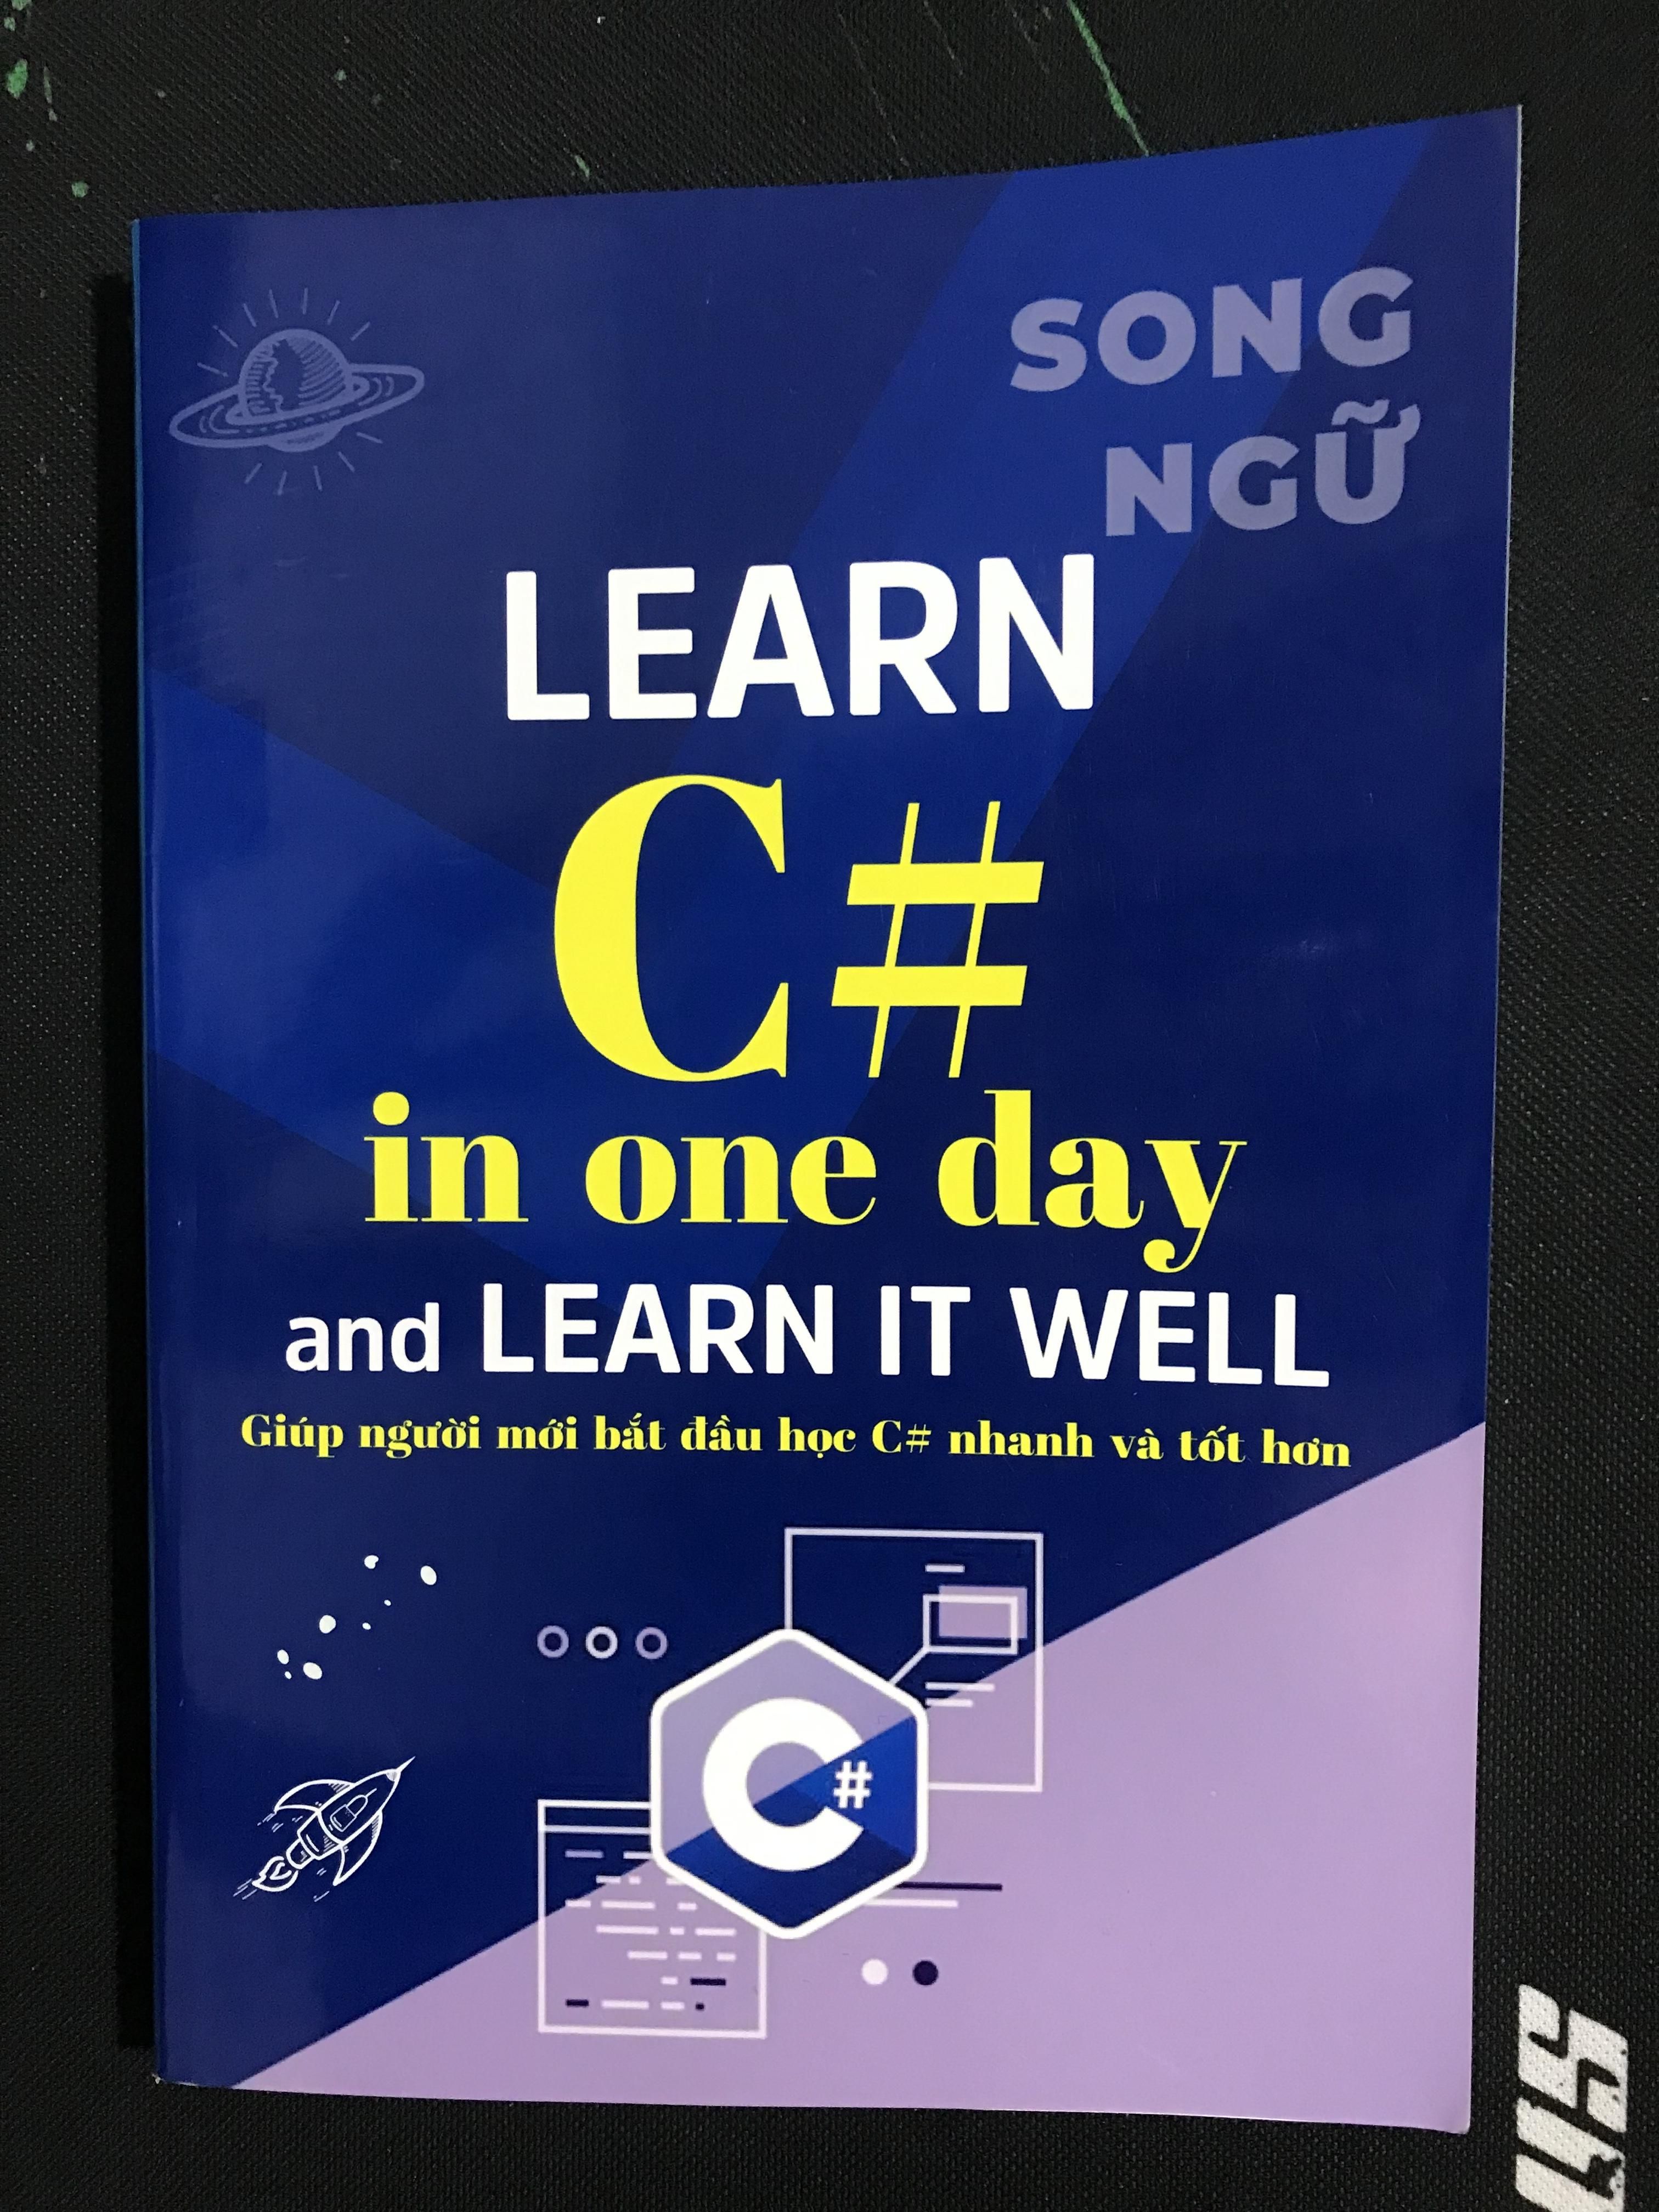 SONG
NGỮ
LEARN
C#
in one day
and LEARN IT WELL
Giúp người mới bắt đầu học C# nhanh và tốt hơn
C#